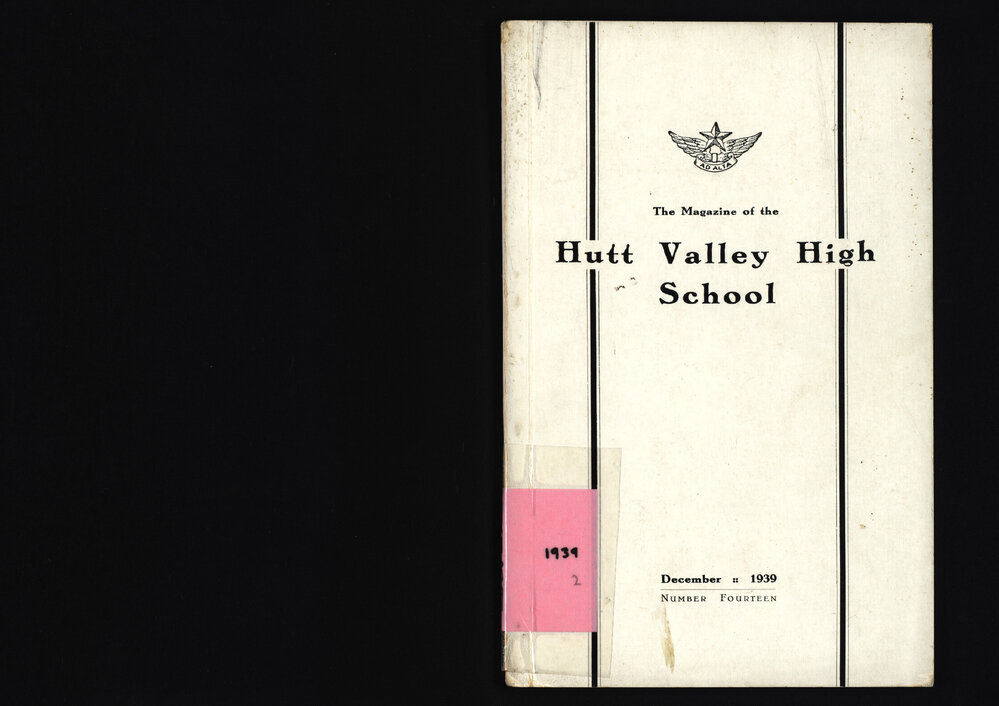 AD ALTA
The Magazine of the
Hutt Valley High
School
1939
2
December :: 1939
NUMBER FOURTEEN